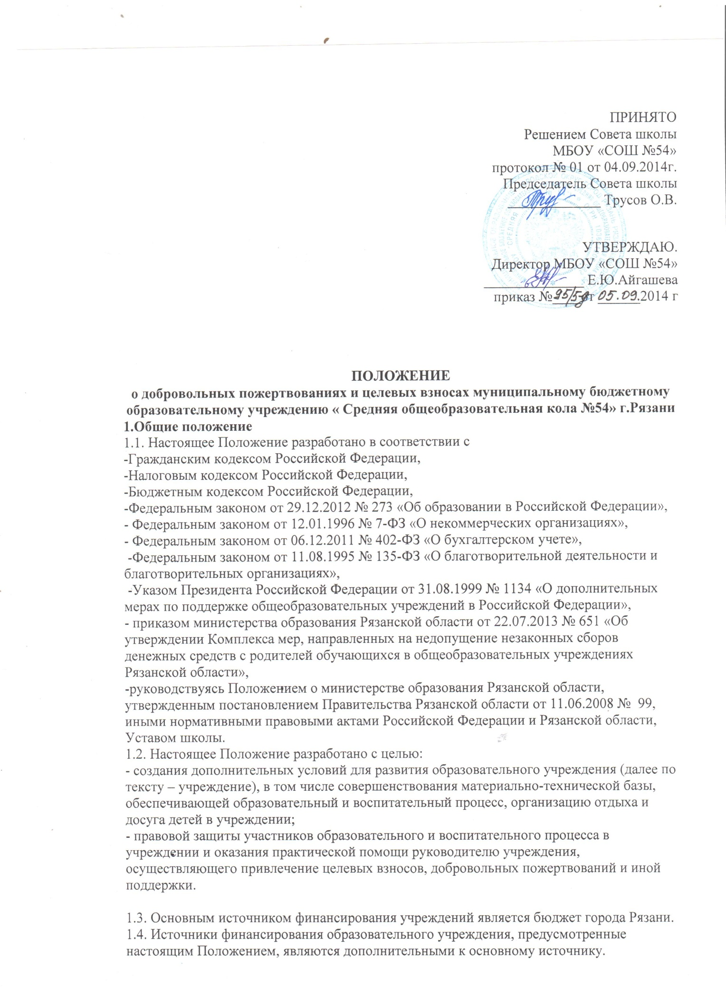 ПРИНЯТО
Решением Совета школы
МБОУ «СОШ №54»
протокол № 01 от 04.09.2014г.
Председатель Совета школы
Трусов О.В.
УТВЕРЖДАЮ.
Директор МБОУ «СОШ №54»
Е.Ю.Айгашева
приказ № 95/5-д от 05.09.2014 г
ПОЛОЖЕНИЕ
о добровольных пожертвованиях и целевых взносах муниципальному бюджетному
образовательному учреждению « Средняя общеобразовательная кола №54» г.Рязани
1.Общие положение
1.1. Настоящее Положение разработано в соответствии с
-Гражданским кодексом Российской Федерации,
-Налоговым кодексом Российской Федерации,
-Бюджетным кодексом Российской Федерации,
-Федеральным законом от 29.12.2012 № 273 «Об образовании в Российской Федерации»,
- Федеральным законом от 12.01.1996 № 7-ФЗ «О некоммерческих организациях»,
- Федеральным законом от 06.12.2011 № 402-ФЗ «О бухгалтерском учете»,
-Федеральным законом от 11.08.1995 № 135-ФЗ «О благотворительной деятельности и
благотворительных организациях»,
-Указом Президента Российской Федерации от 31.08.1999 № 1134 «О дополнительных
мерах по поддержке общеобразовательных учреждений в Российской Федерации»,
- приказом министерства образования Рязанской области от 22.07.2013 № 651 «Об
утверждении Комплекса мер, направленных на недопущение незаконных сборов
денежных средств с родителей обучающихся в общеобразовательных учреждениях
Рязанской области»,
-руководствуясь Положением о министерстве образования Рязанской области,
утвержденным постановлением Правительства Рязанской области от 11.06.2008 № 99,
иными нормативными правовыми актами Российской Федерации и Рязанской области,
Уставом школы.
1.2. Настоящее Положение разработано с целью:
- создания дополнительных условий для развития образовательного учреждения (далее по
тексту – учреждение), в том числе совершенствования материально-технической базы,
обеспечивающей образовательный и воспитательный процесс, организацию отдыха и
досуга детей в учреждении;
- правовой защиты участников образовательного и воспитательного процесса в
учреждении и оказания практической помощи руководителю учреждения,
осуществляющего привлечение целевых взносов, добровольных пожертвований и иной
поддержки.
1.3. Основным источником финансирования учреждений является бюджет города Рязани.
1.4. Источники финансирования образовательного учреждения, предусмотренные
настоящим Положением, являются дополнительными к основному источнику.